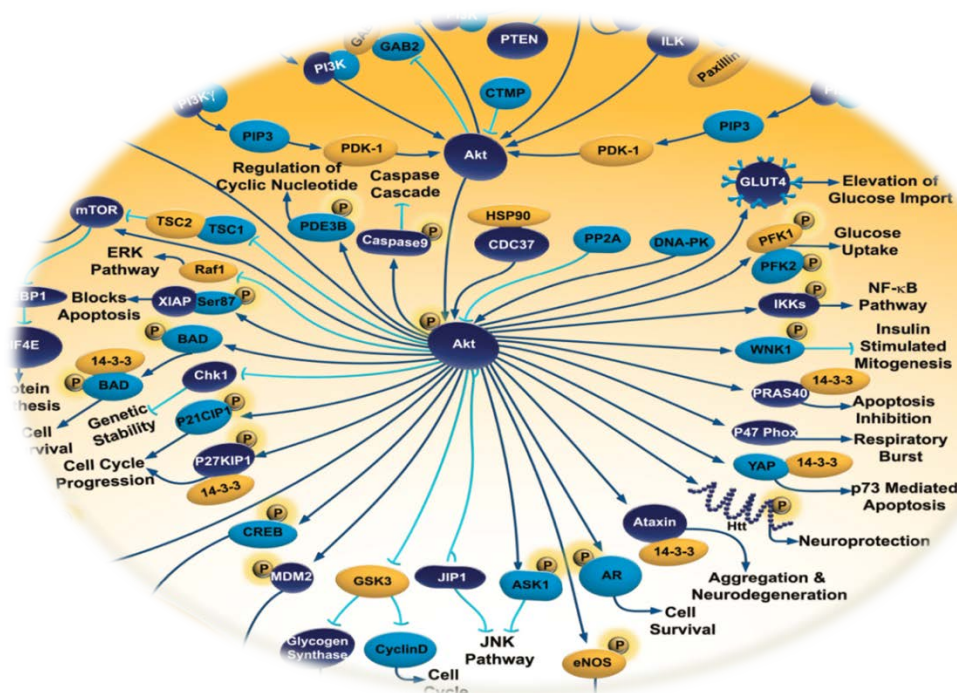 PTEN
ILK
GAB2
PI3K
Paxillin
CTMP
PIP3
PDK-1
Akt
PDK-1
PIP3
Regulation of
Cyclic Nucleotide
Caspase
Cascade
GLUT4
Elevation of
Glucose Import
mTOR
TSC2
TSC1
P
PDE3B
P
Caspase9
HSP90
CDC37
PP2A
DNA-PK
P
PFK1
PFK2
P
Glucose
Uptake
ERK
Pathway
Raf1
BP1
Blocks
Apoptosis
XIAP
Ser87
P
P
Akt
P
IKKs
NF-κB
Pathway
P
BAD
P
WNK1
Insulin
Stimulated
Mitogenesis
14-3-3
P
BAD
Chk1
PRAS40
14-3-3
Apoptosis
Inhibition
Genetic
Stability
P
P21CIP1
Cell
P47 Phox
Respiratory
Burst
Cell Cycle
Progression
P
P27KIP1
14-3-3
YAP
14-3-3
p73 Mediated
Apoptosis
P
CREB
P
Htt
Neuroprotection
Ataxin
14-3-3
Aggregation &
Neurodegeneration
P
MDM2
GSK3
JIP1
P
ASK1
P
AR
Cell
Survival
Glycogen
Synthase
CyclinD
JNK
Pathway
P
eNOS
Cell